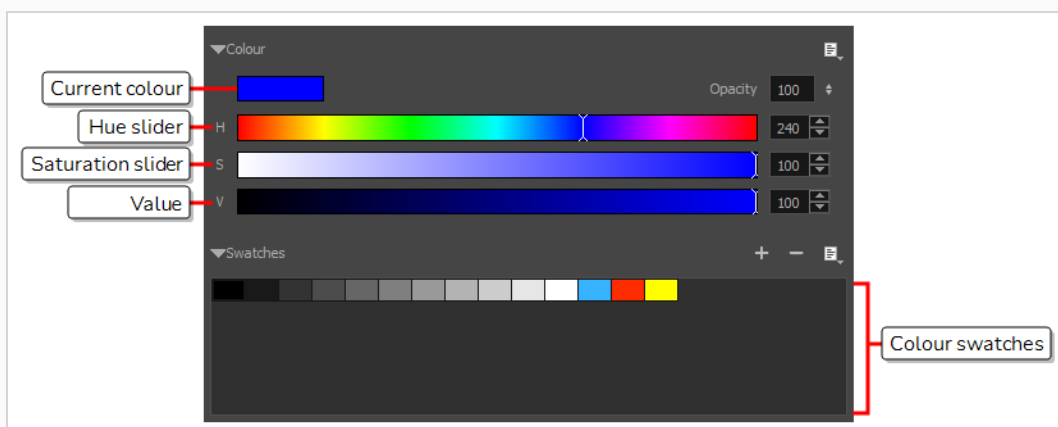 Colour
Current colour
Opacity 100
Hue slider
H 240
Saturation slider
S 100
Value
V 100
Swatches
Colour swatches